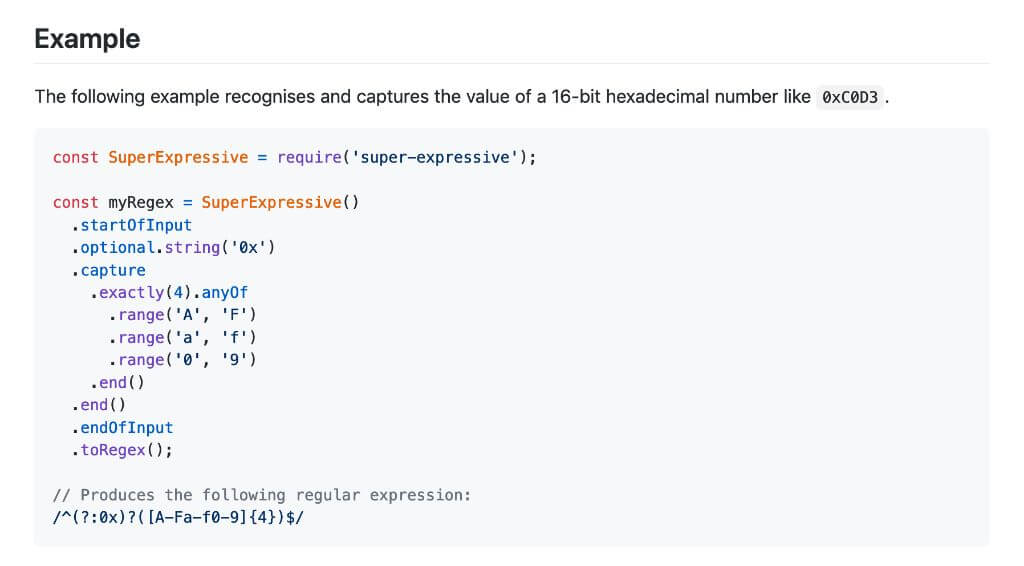 Example
The following example recognises and captures the value of a 16-bit hexadecimal number like 0xC0D3 .
const SuperExpressive = require('super-expressive');
const myRegex = SuperExpressive()
  .startOfInput
  .optional.string('0x')
  .capture
    .exactly(4).anyOf
      .range('A', 'F')
      .range('a', 'f')
      .range('0', '9')
    .end()
  .end()
  .endOfInput
  .toRegex();
// Produces the following regular expression:
/^(?:0x)?([A-Fa-f0-9]{4})$/